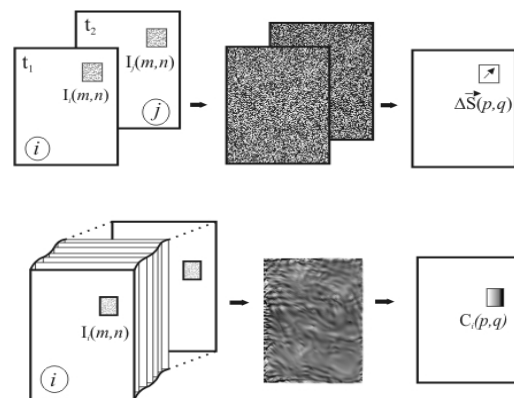 t₁
t₂
Iᵢ(m,n)
Iⱼ(m,n)
i
j
ΔS⃗(p,q)
Iᵢ(m,n)
i
Cᵢ(p,q)